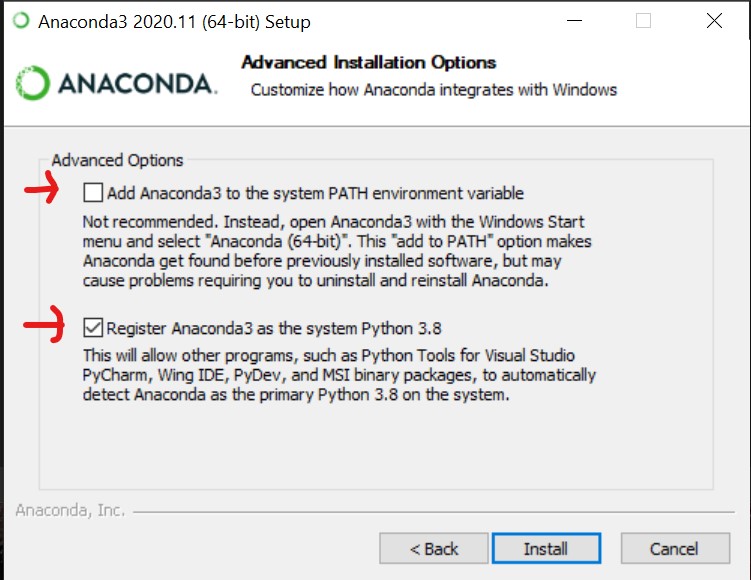 Anaconda3 2020.11 (64-bit) Setup
ANACONDA.
Advanced Installation Options
Customize how Anaconda integrates with Windows
Advanced Options
Add Anaconda3 to the system PATH environment variable
Not recommended. Instead, open Anaconda3 with the Windows Start
menu and select "Anaconda (64-bit)". This "add to PATH" option makes
Anaconda get found before previously installed software, but may
cause problems requiring you to uninstall and reinstall Anaconda.
Register Anaconda3 as the system Python 3.8
This will allow other programs, such as Python Tools for Visual Studio
PyCharm, Wing IDE, PyDev, and MSI binary packages, to automatically
detect Anaconda as the primary Python 3.8 on the system.
Anaconda, Inc.
< Back Install Cancel